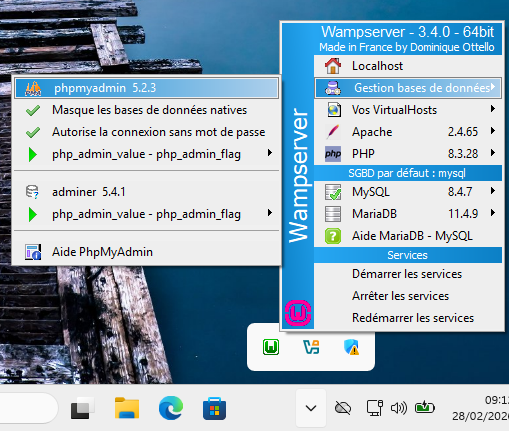 Wampserver - 3.4.0 - 64bit
Made in France by Dominique Ottello
Localhost
Gestion bases de données
Vos VirtualHosts
Apache 2.4.65
PHP 8.3.28
SGBD par défaut : mysql
MySQL 8.4.7
MariaDB 11.4.9
Aide MariaDB - MySQL
Services
Démarrer les services
Arrêter les services
Redémarrer les services
Wampserver
phpmyadmin 5.2.3
Masque les bases de données natives
Autorise la connexion sans mot de passe
php_admin_value - php_admin_flag
adminer 5.4.1
php_admin_value - php_admin_flag
Aide PhpMyAdmin
php
09:1
28/02/202